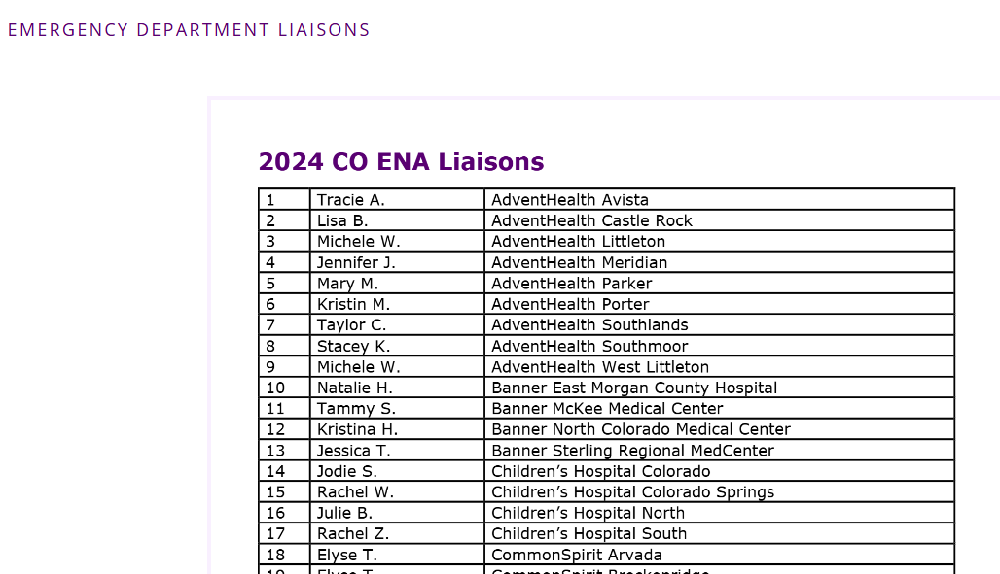 EMERGENCY DEPARTMENT LIAISONS
2024 CO ENA Liaisons
1 Tracie A. AdventHealth Avista
2 Lisa B. AdventHealth Castle Rock
3 Michele W. AdventHealth Littleton
4 Jennifer J. AdventHealth Meridian
5 Mary M. AdventHealth Parker
6 Kristin M. AdventHealth Porter
7 Taylor C. AdventHealth Southlands
8 Stacey K. AdventHealth Southmoor
9 Michele W. AdventHealth West Littleton
10 Natalie H. Banner East Morgan County Hospital
11 Tammy S. Banner McKee Medical Center
12 Kristina H. Banner North Colorado Medical Center
13 Jessica T. Banner Sterling Regional MedCenter
14 Jodie S. Children’s Hospital Colorado
15 Rachel W. Children’s Hospital Colorado Springs
16 Julie B. Children’s Hospital North
17 Rachel Z. Children’s Hospital South
18 Elyse T. CommonSpirit Arvada
19 Elyse T. CommonSpirit Breckenridge